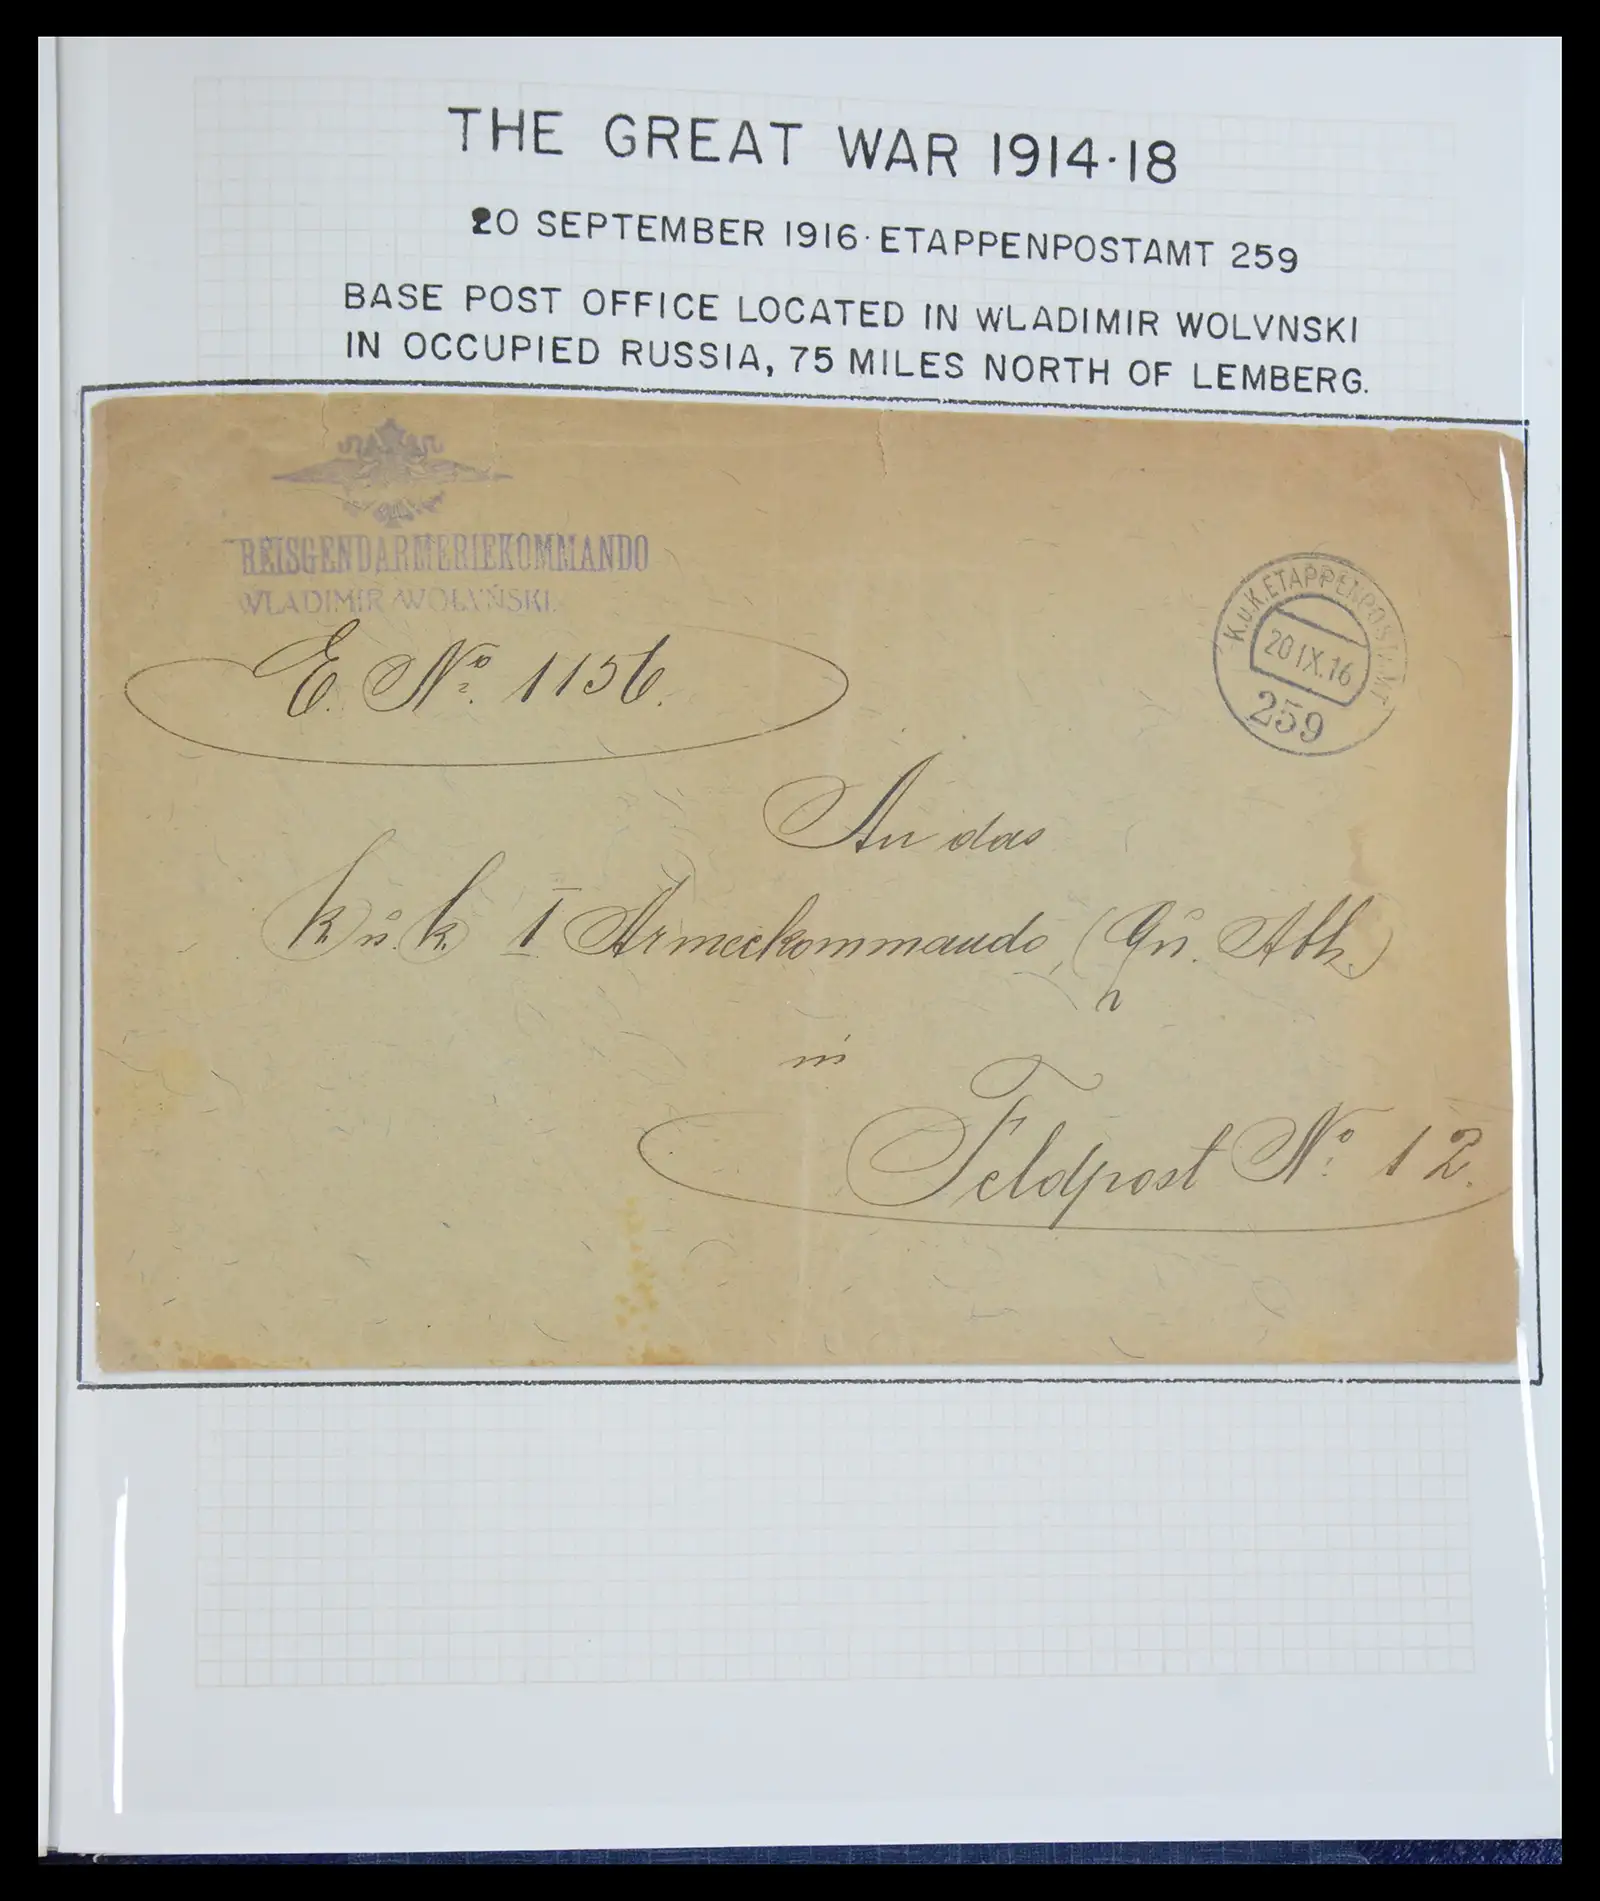 THE GREAT WAR 1914·18
20 SEPTEMBER 1916·ETAPPENPOSTAMT 259
BASE POST OFFICE LOCATED IN WLADIMIR WOLVNSKI
IN OCCUPIED RUSSIA, 75 MILES NORTH OF LEMBERG.
REISGENDARMERIEKOMMANDO
WLADIMIR-WOLYŃSKI.
K.u.K.ETAPPENPOSTAMT
20 IX.16
259
E. No. 1156.
An das
k. u. k. I Armeekommando (Qu. Abt.)
in
Feldpost No. 12.